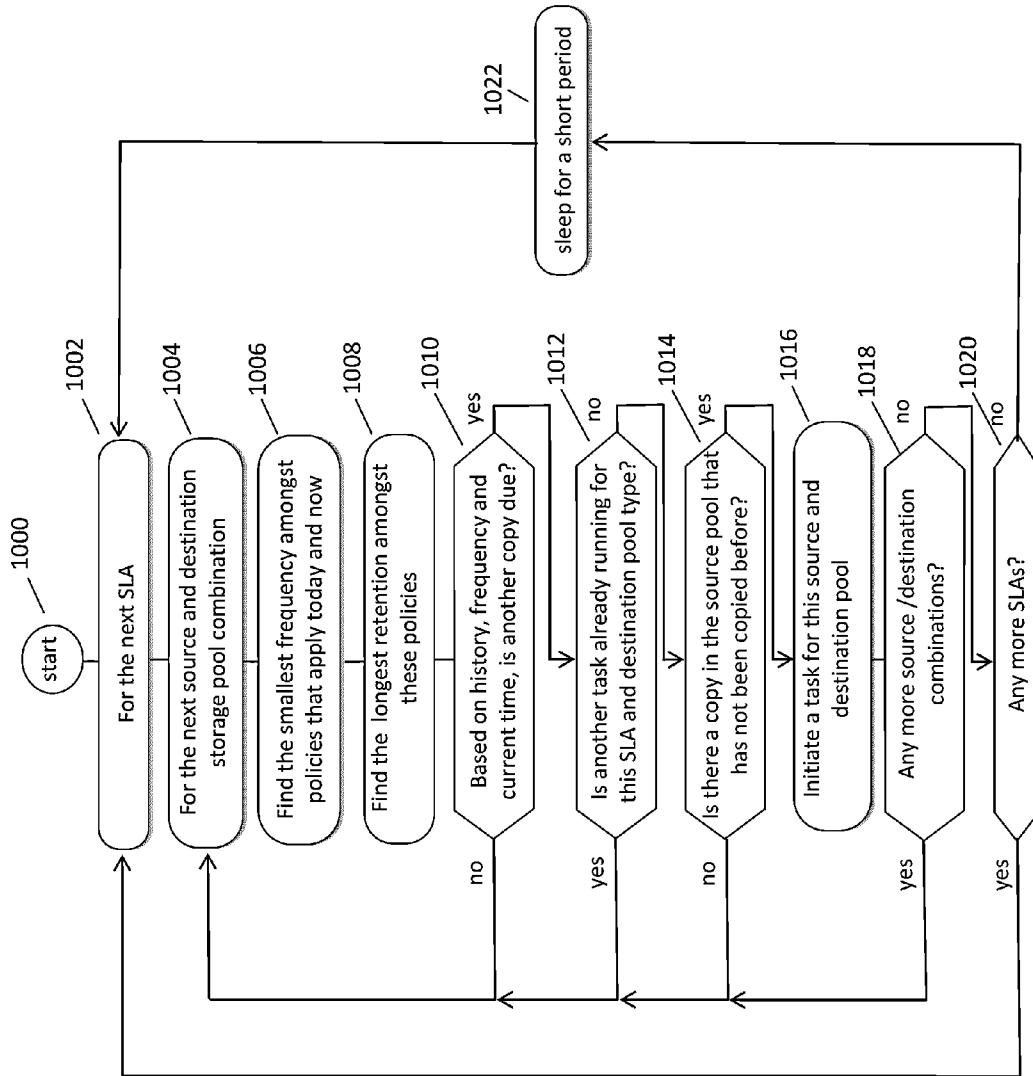 1000
start
1002
For the next SLA
1004
For the next source and destination
storage pool combination
1006
Find the smallest frequency amongst
policies that apply today and now
1008
Find the longest retention amongst
these policies
1010
Based on history, frequency and
current time, is another copy due?
yes
no
1012
Is another task already running for
this SLA and destination pool type?
no
yes
1014
Is there a copy in the source pool that
has not been copied before?
yes
no
1016
Initiate a task for this source and
destination pool
1018
Any more source /destination
combinations?
no
yes
1020
Any more SLAs?
no
yes
1022
sleep for a short period